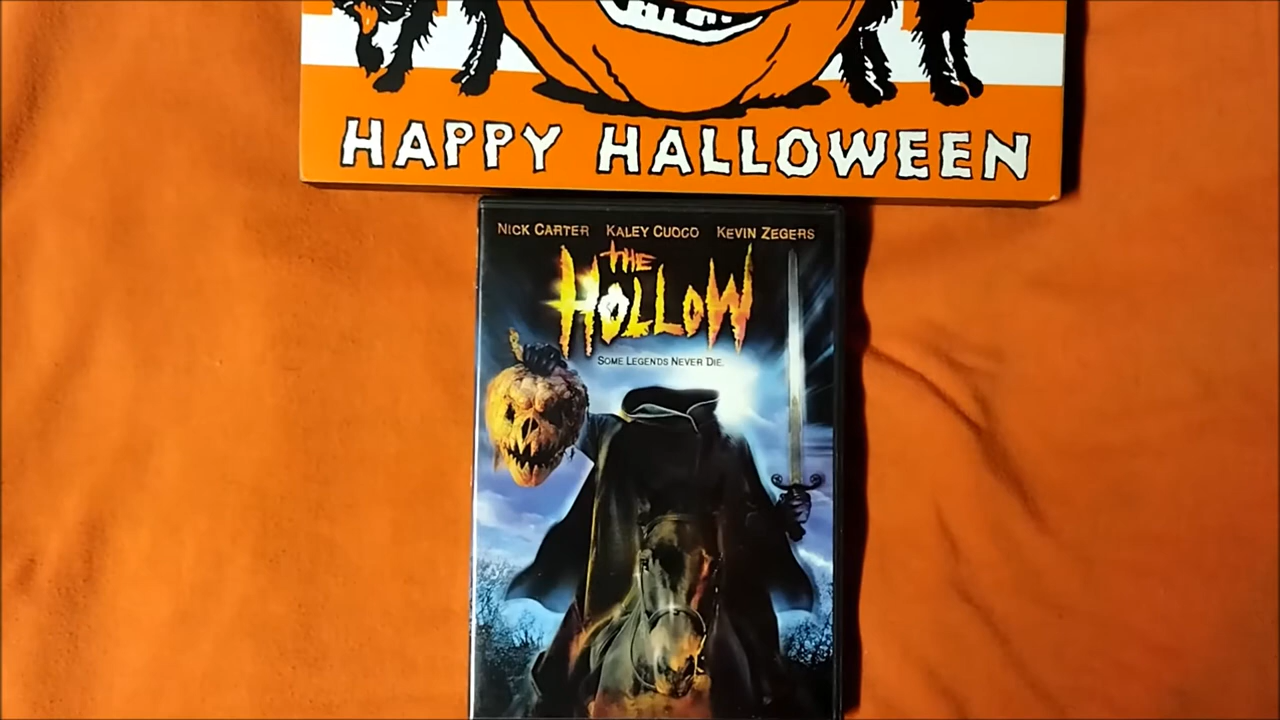 HAPPY HALLOWEEN
NICK CARTER KALEY CUOCO KEVIN ZEGERS
THE
HOLLOW
SOME LEGENDS NEVER DIE.